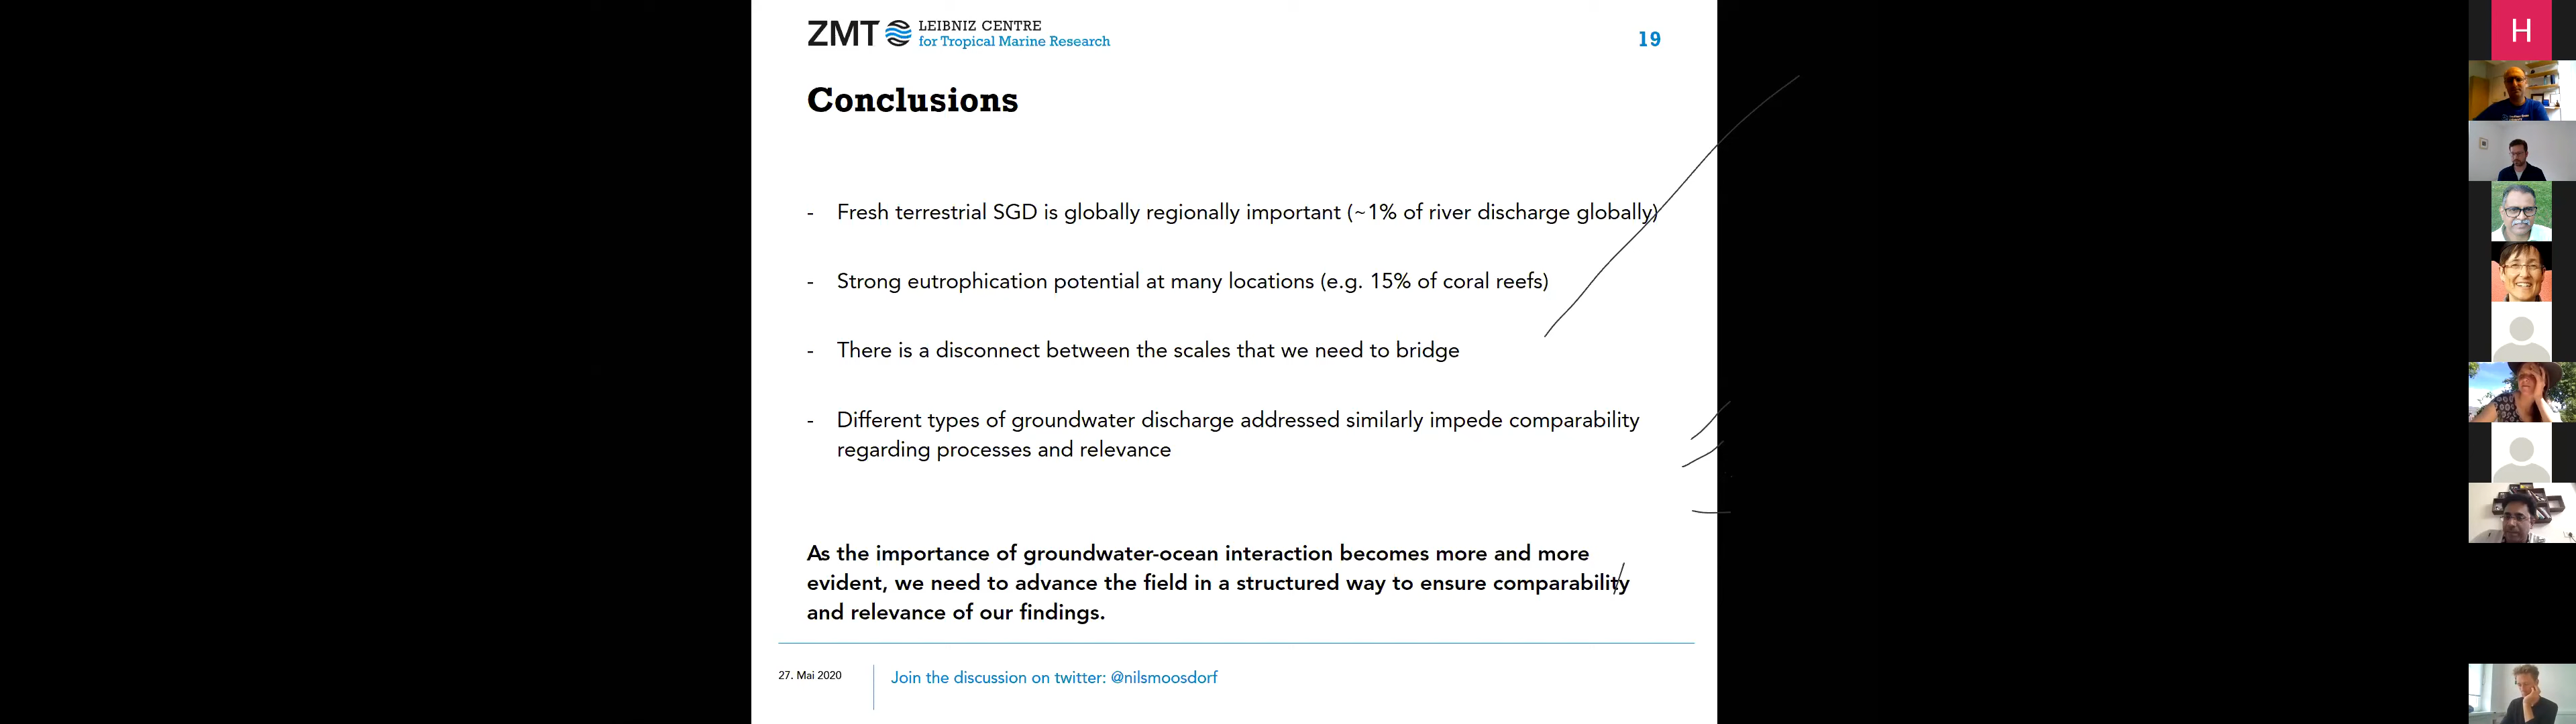 ZMT LEIBNIZ CENTRE
for Tropical Marine Research
19
Conclusions
- Fresh terrestrial SGD is globally regionally important (~1% of river discharge globally)
- Strong eutrophication potential at many locations (e.g. 15% of coral reefs)
- There is a disconnect between the scales that we need to bridge
- Different types of groundwater discharge addressed similarly impede comparability
regarding processes and relevance
As the importance of groundwater-ocean interaction becomes more and more
evident, we need to advance the field in a structured way to ensure comparability
and relevance of our findings.
27. Mai 2020
Join the discussion on twitter: @nilsmoosdorf
H